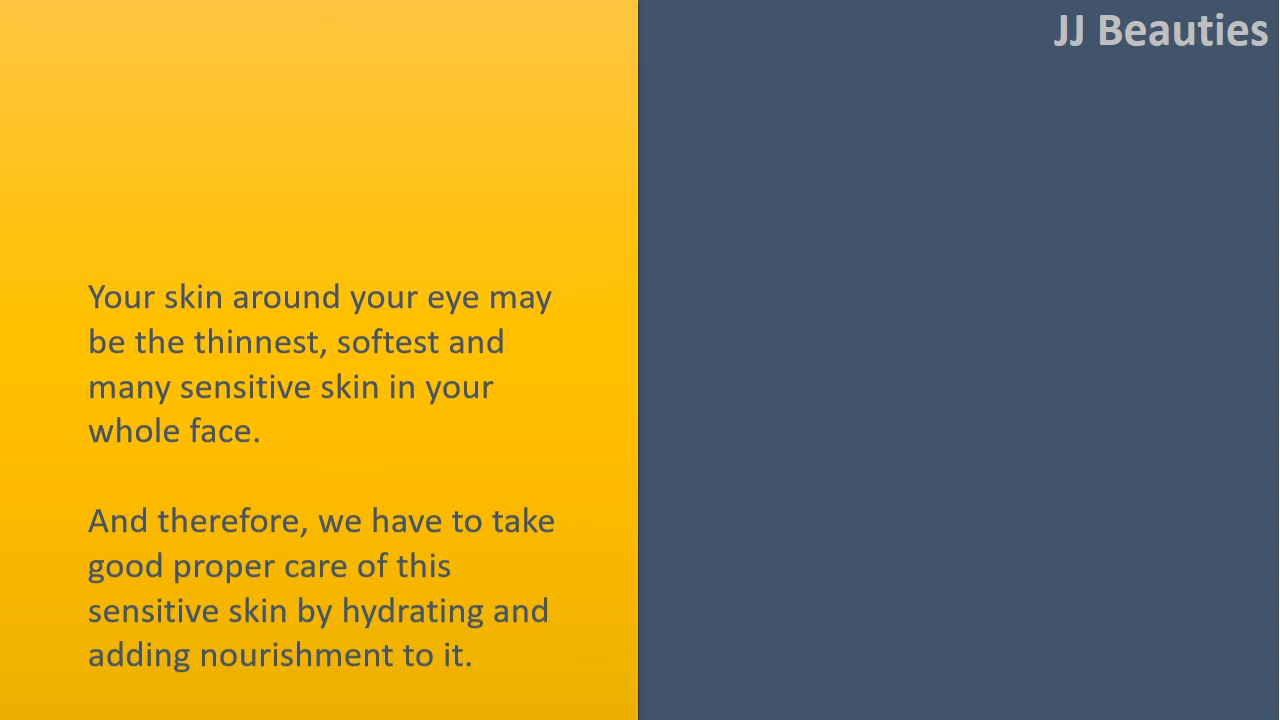 JJ Beauties
Your skin around your eye may
be the thinnest, softest and
many sensitive skin in your
whole face.
And therefore, we have to take
good proper care of this
sensitive skin by hydrating and
adding nourishment to it.